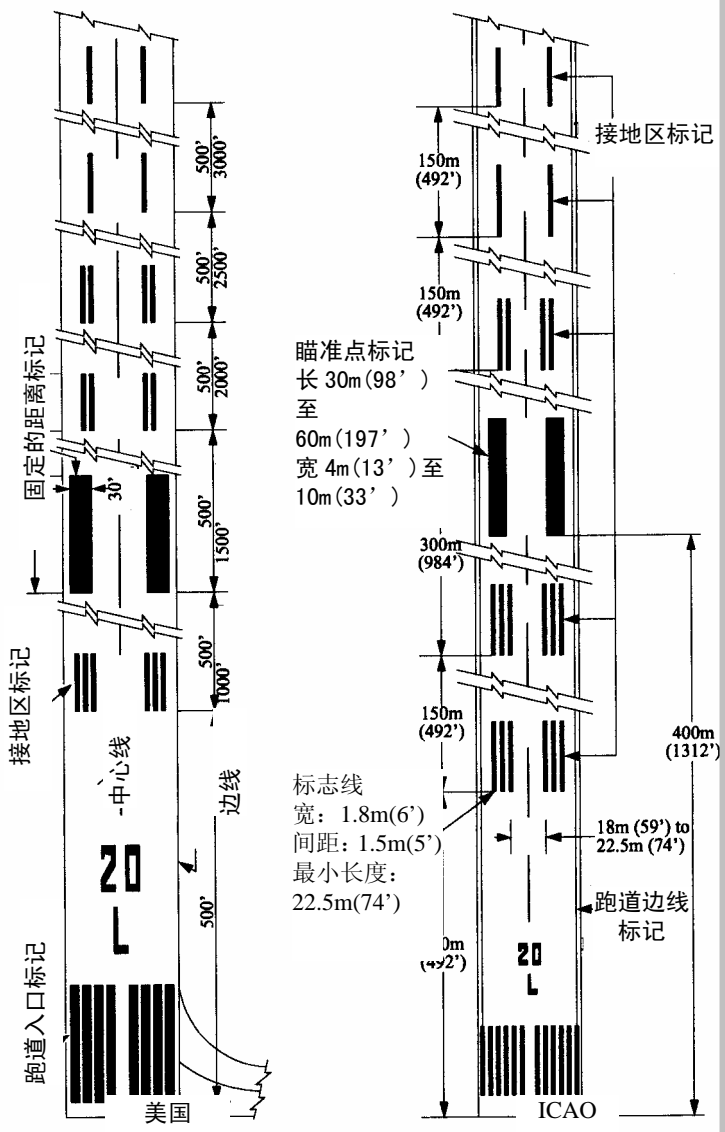 500'
3000'
500'
2500'
500'
2000'
固定的距离标记
30'
500'
1500'
500'
1000'
接地区标记
中心线
边线
20
L
500'
跑道入口标记
美国
接地区标记
150m
(492')
150m
(492')
瞄准点标记
长 30m(98’)
至
60m(197’)
宽 4m(13’)至
10m(33’)
300m
(984')
150m
(492')
400m
(1312')
标志线
宽：1.8m(6’)
间距：1.5m(5’)
最小长度：
22.5m(74’)
18m (59') to
22.5m (74')
跑道边线
标记
0m
(492')
20
L
ICAO